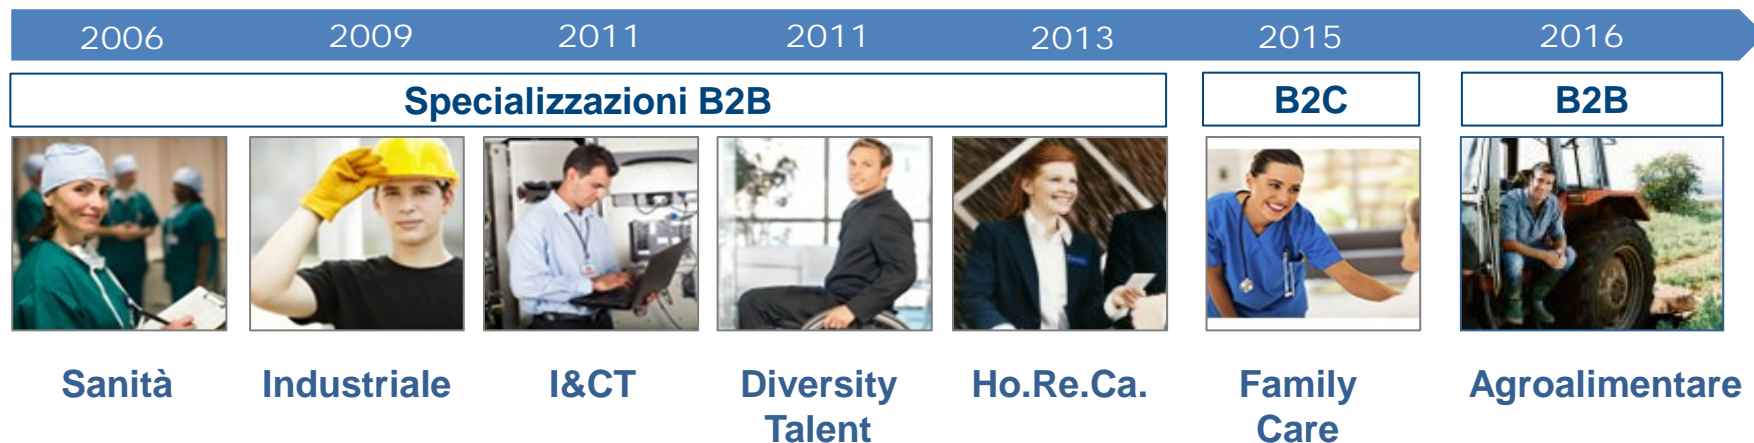 2006 2009 2011 2011 2013 2015 2016
Specializzazioni B2B B2C B2B
Sanità Industriale I&CT Diversity Ho.Re.Ca. Family Agroalimentare
Talent Care